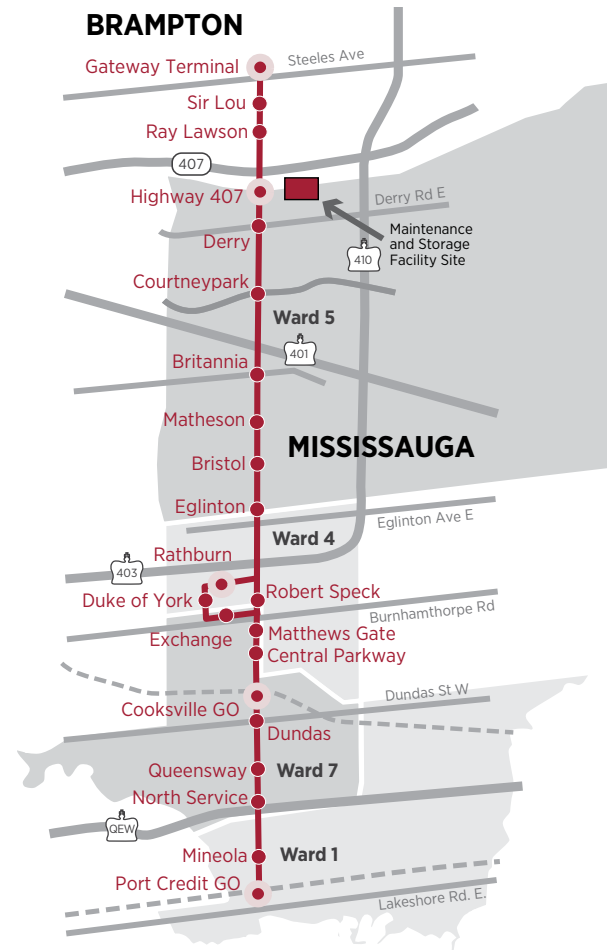 BRAMPTON
Gateway Terminal
Steeles Ave
Sir Lou
Ray Lawson
407
Highway 407
Derry Rd E
Maintenance
and Storage
Facility Site
Derry
410
Courtneypark
Ward 5
401
Britannia
Matheson
MISSISSAUGA
Bristol
Eglinton
Eglinton Ave E
Ward 4
Rathburn
403
Duke of York
Robert Speck
Burnhamthorpe Rd
Exchange
Matthews Gate
Central Parkway
Dundas St W
Cooksville GO
Dundas
Queensway
Ward 7
North Service
QEW
Mineola
Ward 1
Port Credit GO
Lakeshore Rd. E.